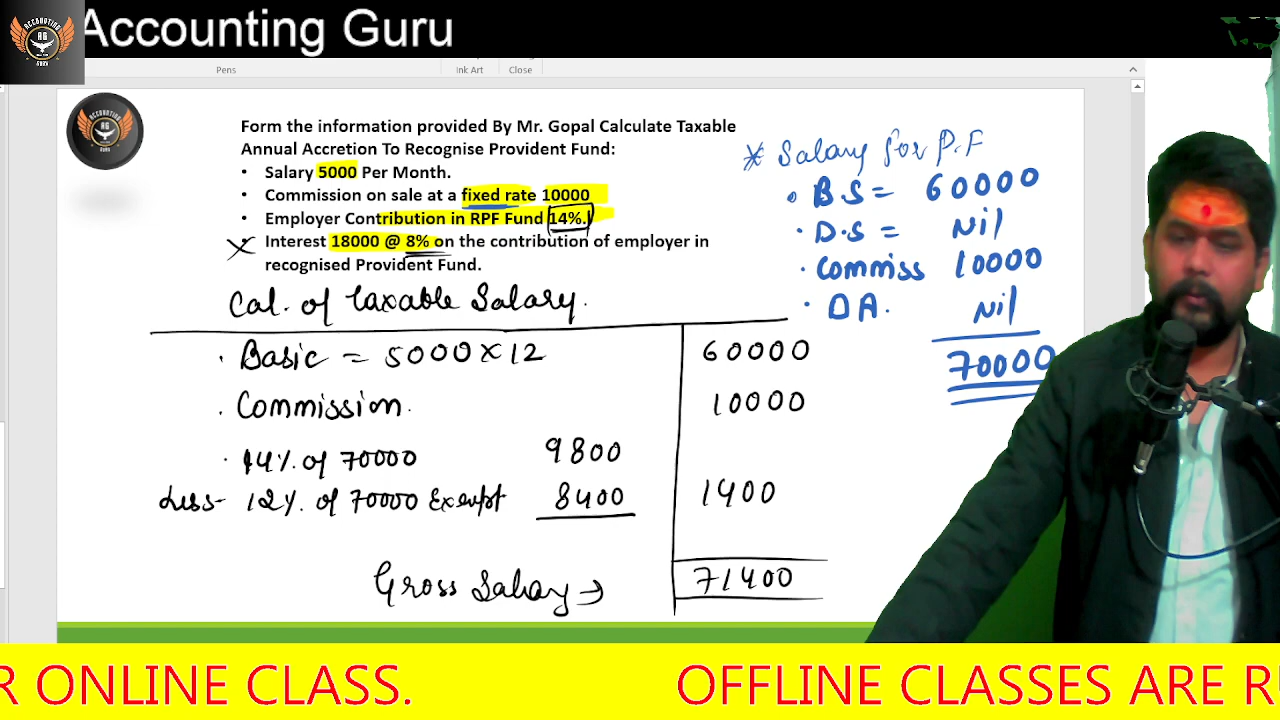 Accounting Guru
Pens
Ink Art
Close
Form the information provided By Mr. Gopal Calculate Taxable
Annual Accretion To Recognise Provident Fund:
• Salary 5000 Per Month.
• Commission on sale at a fixed rate 10000
• Employer Contribution in RPF Fund 14%.
• Interest 18000 @ 8% on the contribution of employer in
recognised Provident Fund.
* Salary for P.F
• B.S = 60000
• D.S = Nil
• Commiss 10000
• DA. Nil
70000
Cal. of Taxable Salary.
• Basic = 5000 × 12 60000
• Commission. 10000
• 14% of 70000 9800
Less- 12% of 70000 Exempt 8400 1400
Gross Salary → 71400
R ONLINE CLASS. OFFLINE CLASSES ARE R